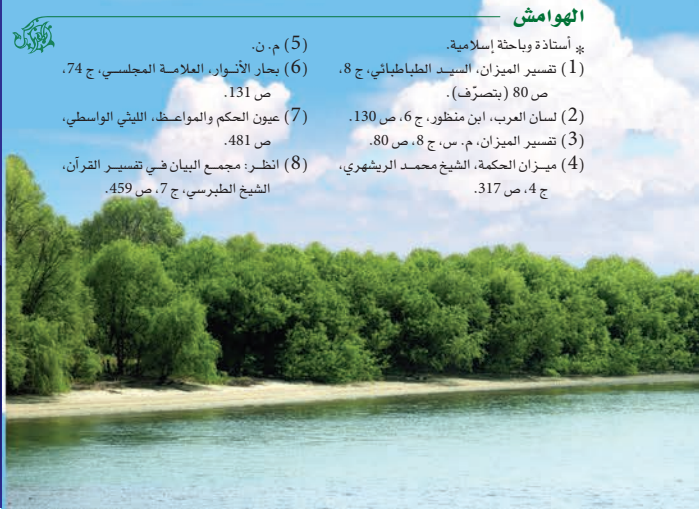 الهوامش
* أستاذة وباحثة إسلامية.
(1) تفسير الميزان، السيد الطباطبائي، ج 8،
ص 80 (بتصرّف).
(2) لسان العرب، ابن منظور، ج 6، ص 130.
(3) تفسير الميزان، م. س، ج 8، ص 80.
(4) ميزان الحكمة، الشيخ محمد الريشهري،
ج 4، ص 317.
(5) م. ن.
(6) بحار الأنوار، العلامة المجلسي، ج 74،
ص 131.
(7) عيون الحكم والمواعظ، الليثي الواسطي،
ص 481.
(8) انظر: مجمع البيان في تفسير القرآن،
الشيخ الطبرسي، ج 7، ص 459.